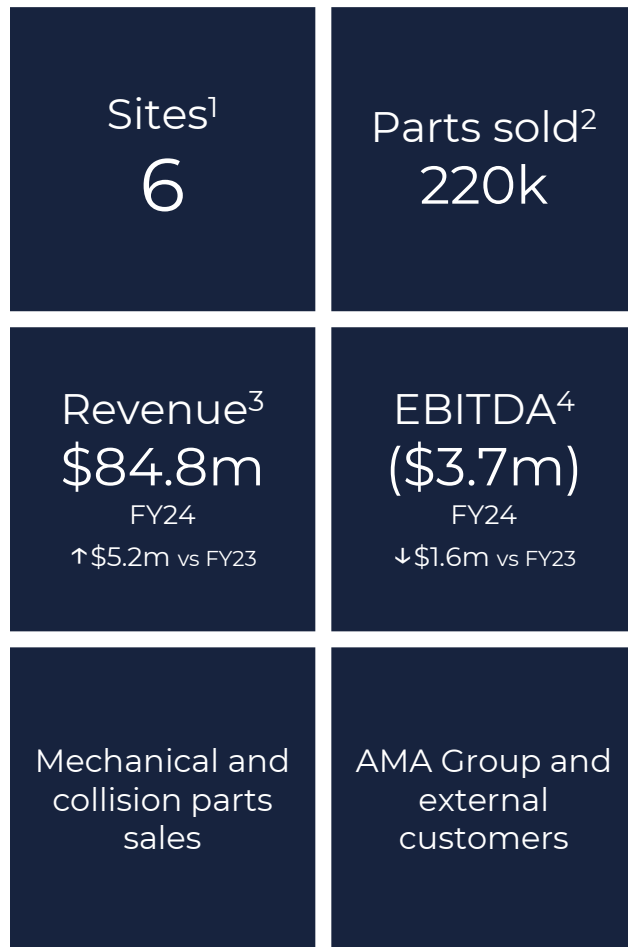 Sites¹
6
Parts sold²
220k
Revenue³
$84.8m
FY24
↑$5.2m vs FY23
EBITDA⁴
($3.7m)
FY24
↓$1.6m vs FY23
Mechanical and
collision parts
sales
AMA Group and
external
customers